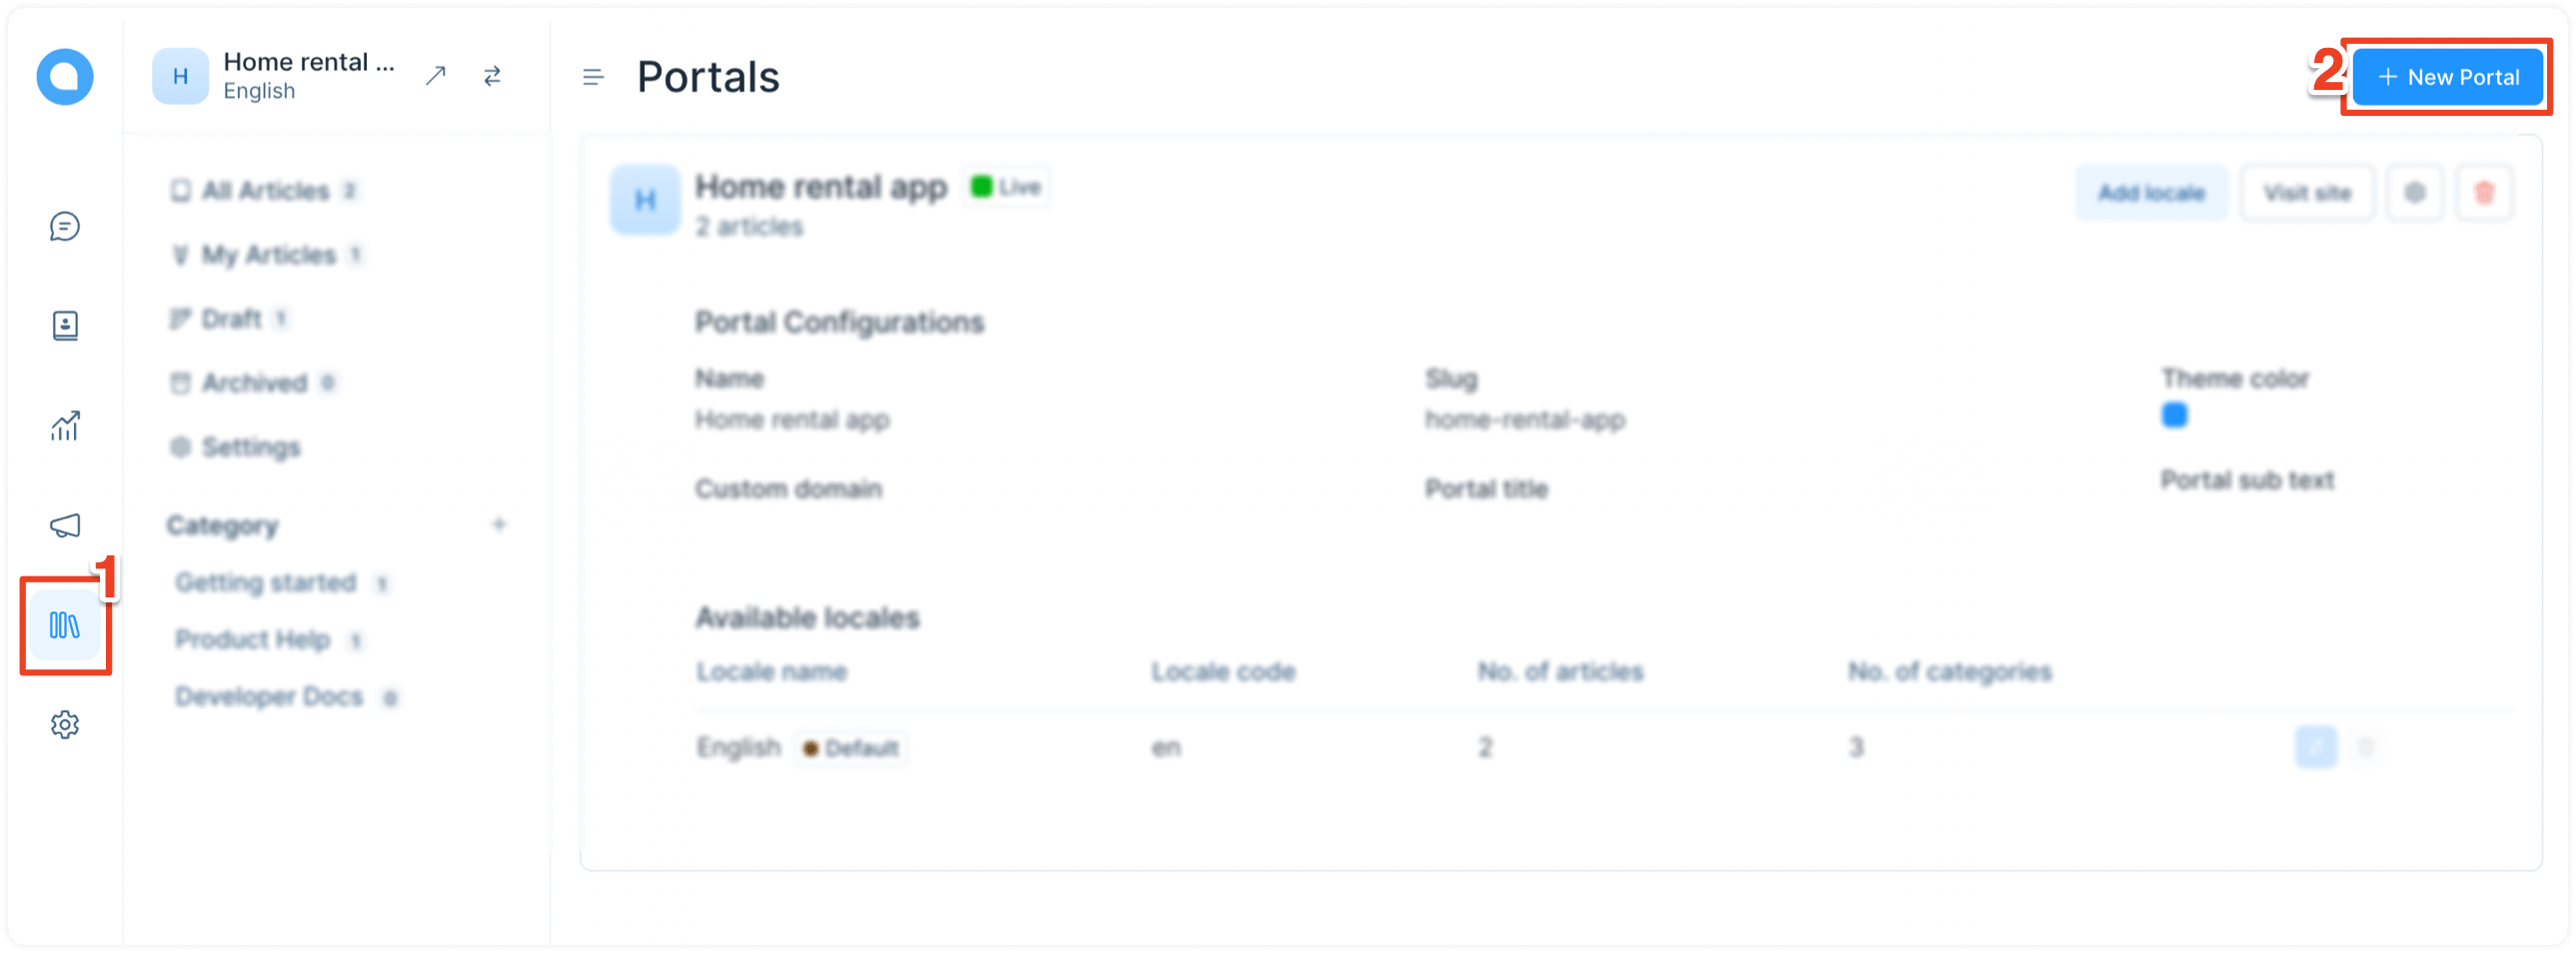 H
Home rental ...
English
All Articles 2
My Articles 1
Draft 1
Archived 0
Settings
Category +
Getting started 1
Product Help 1
Developer Docs 0
1
Portals
2
+ New Portal
H
Home rental app
Live
2 articles
Add locale
Visit site
Portal Configurations
Name
Home rental app
Slug
home-rental-app
Theme color
Custom domain
Portal title
Portal sub text
Available locales
Locale name Locale code No. of articles No. of categories
English Default en 2 3